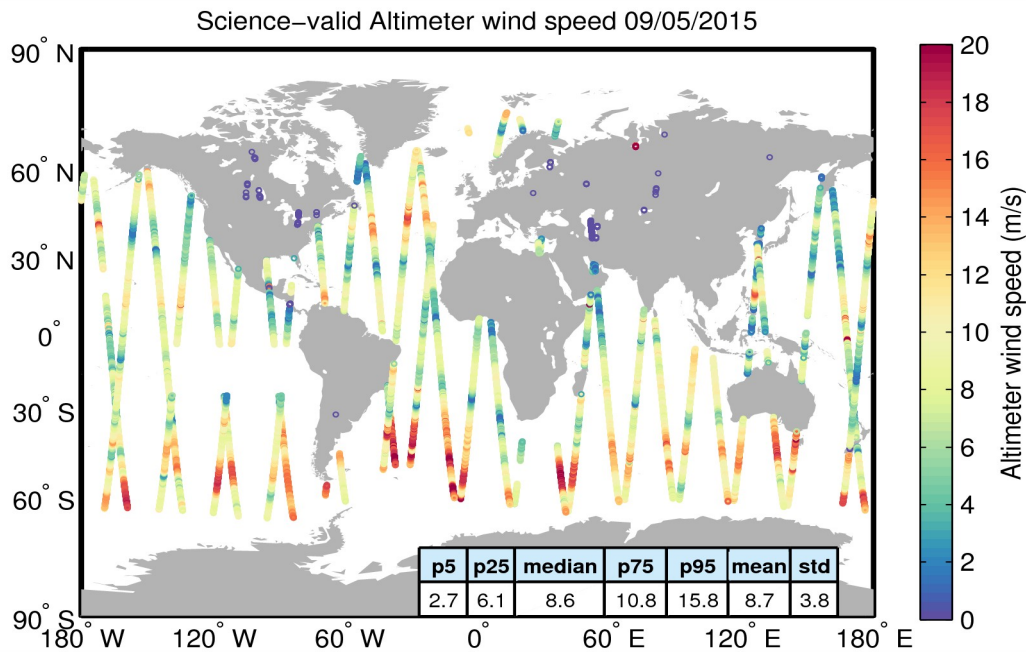 Science-valid Altimeter wind speed 09/05/2015
90° N
60° N
30° N
0°
30° S
60° S
90° S
180° W 120° W 60° W 0° 60° E 120° E 180° E
p5 p25 median p75 p95 mean std
2.7 6.1 8.6 10.8 15.8 8.7 3.8
20
18
16
14
12
10
8
6
4
2
0
Altimeter wind speed (m/s)